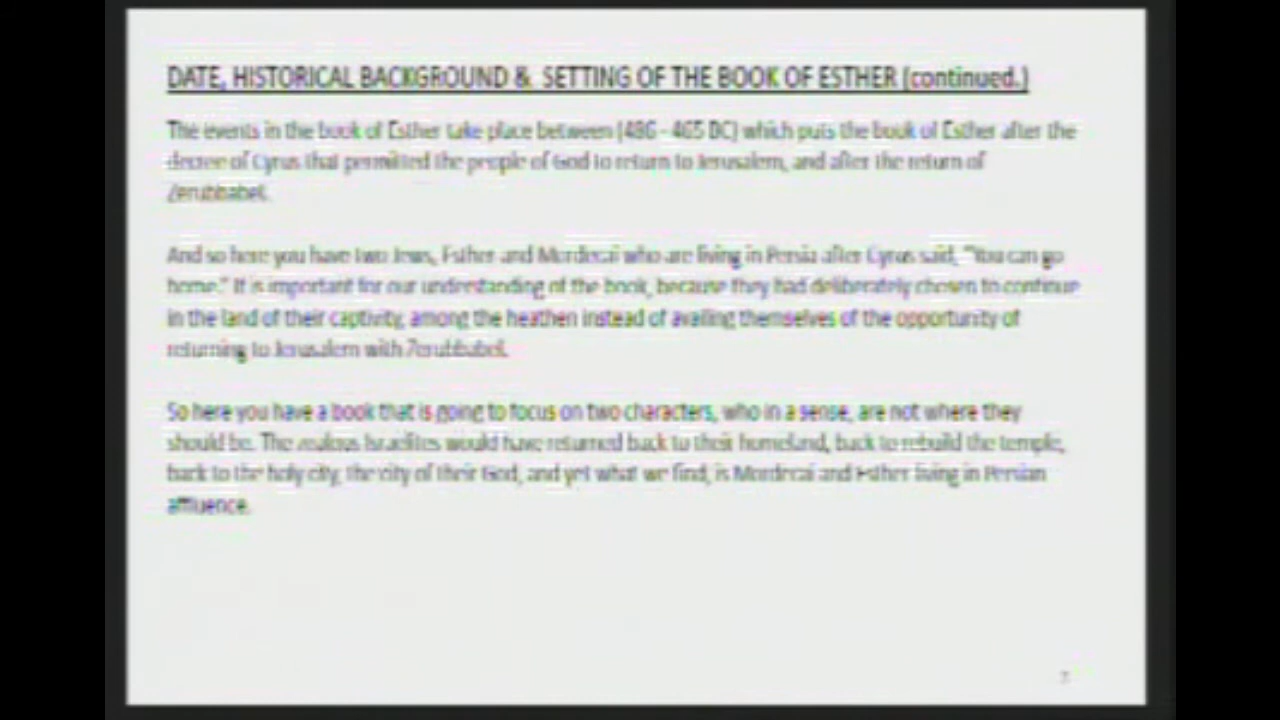 DATE, HISTORICAL BACKGROUND & SETTING OF THE BOOK OF ESTHER (continued.)
The events in the book of Esther take place between (486 - 465 BC) which puts the book of Esther after the
decree of Cyrus that permitted the people of God to return to Jerusalem, and after the return of
Zerubbabel.
And so here you have two Jews, Esther and Mordecai who are living in Persia after Cyrus said, "You can go
home." It is important for our understanding of the book, because they had deliberately chosen to continue
in the land of their captivity, among the heathen instead of availing themselves of the opportunity of
returning to Jerusalem with Zerubbabel.
So here you have a book that is going to focus on two characters, who in a sense, are not where they
should be. The zealous Israelites would have returned back to their homeland, back to rebuild the temple,
back to the holy city, the city of their God, and yet what we find, is Mordecai and Esther living in Persian
affluence.